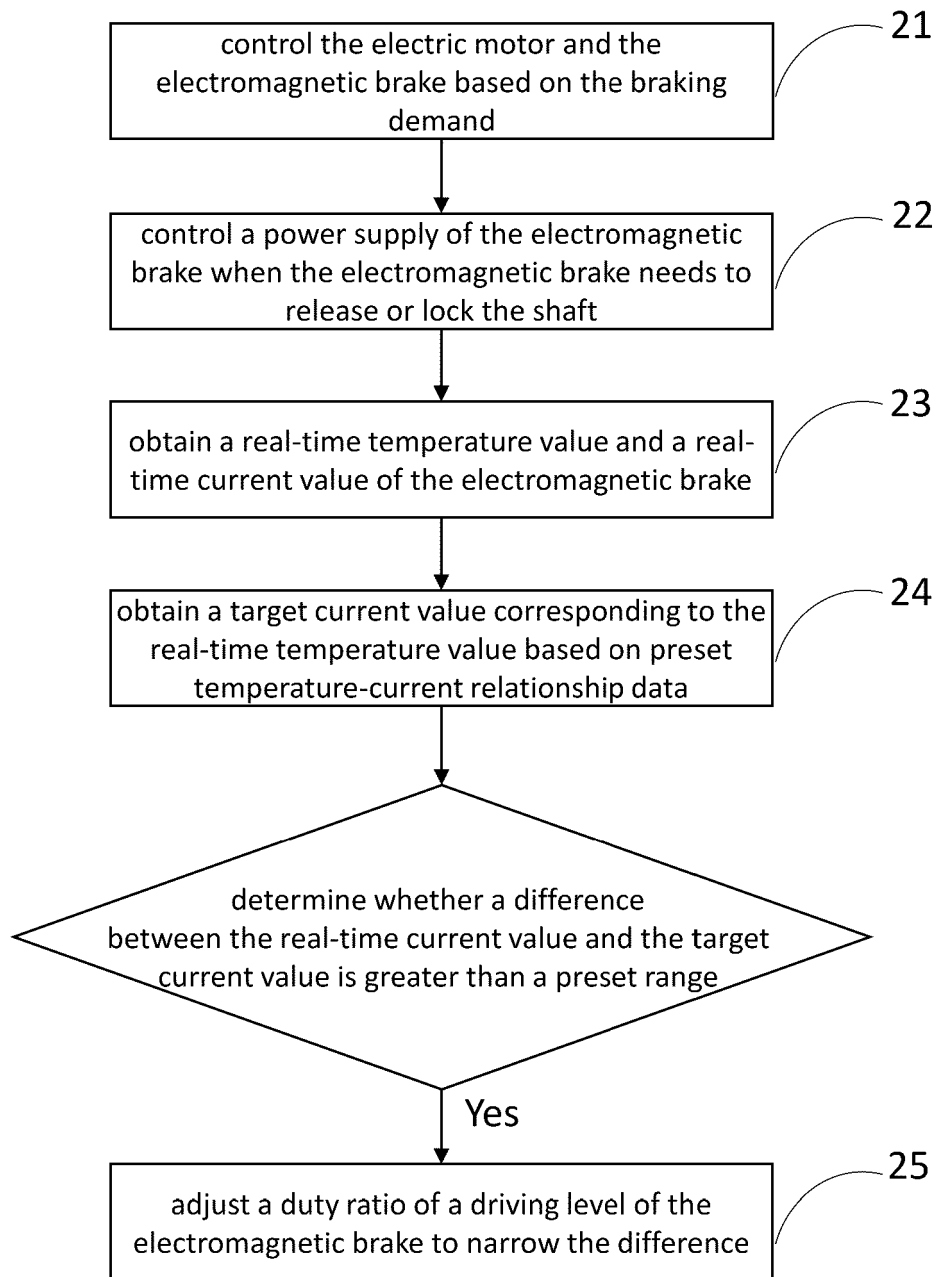 control the electric motor and the
electromagnetic brake based on the braking
demand
21
control a power supply of the electromagnetic
brake when the electromagnetic brake needs to
release or lock the shaft
22
obtain a real-time temperature value and a real-
time current value of the electromagnetic brake
23
obtain a target current value corresponding to the
real-time temperature value based on preset
temperature-current relationship data
24
determine whether a difference
between the real-time current value and the target
current value is greater than a preset range
Yes
adjust a duty ratio of a driving level of the
electromagnetic brake to narrow the difference
25